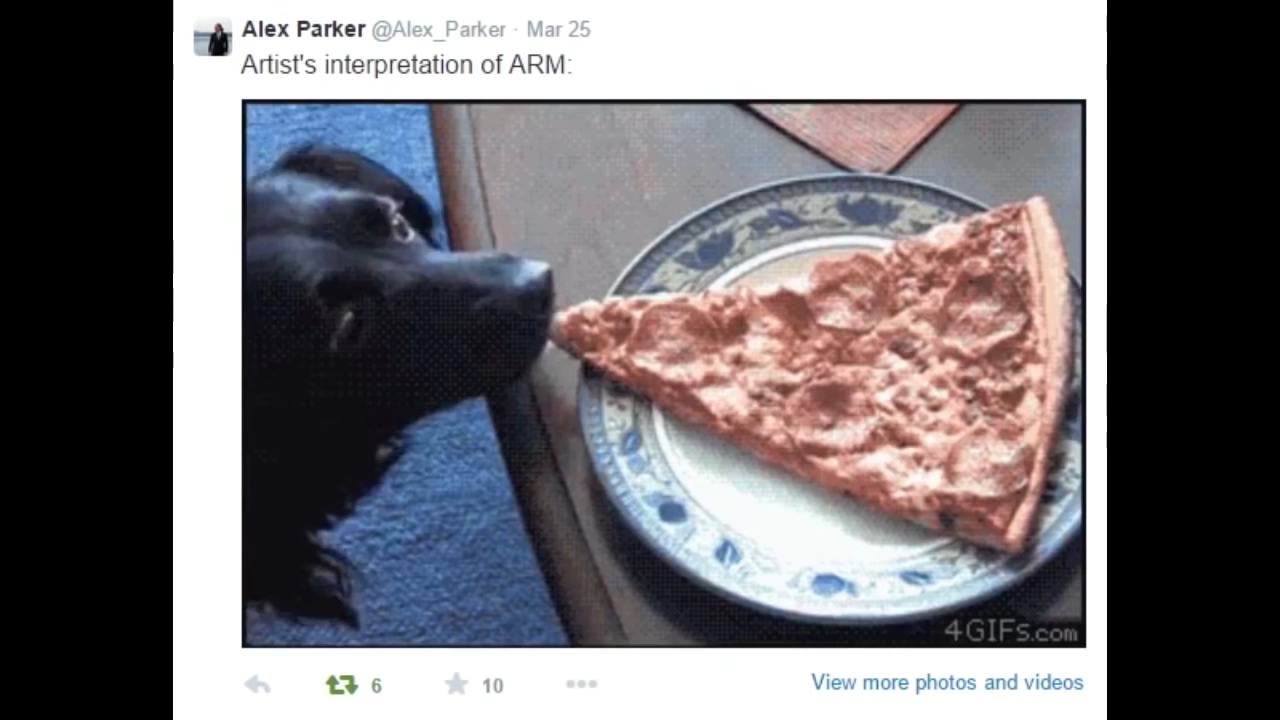 Alex Parker @Alex_Parker · Mar 25
Artist's interpretation of ARM:
4GIFs.com
6 10 View more photos and videos